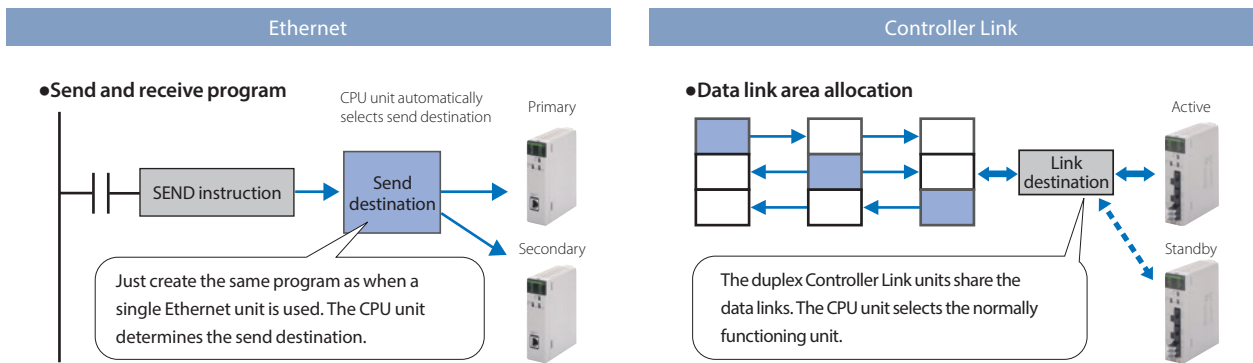 Ethernet
●Send and receive program
CPU unit automatically
selects send destination
Primary
SEND instruction
Send
destination
Secondary
Just create the same program as when a
single Ethernet unit is used. The CPU unit
determines the send destination.
Controller Link
●Data link area allocation
Active
Link
destination
Standby
The duplex Controller Link units share the
data links. The CPU unit selects the normally
functioning unit.